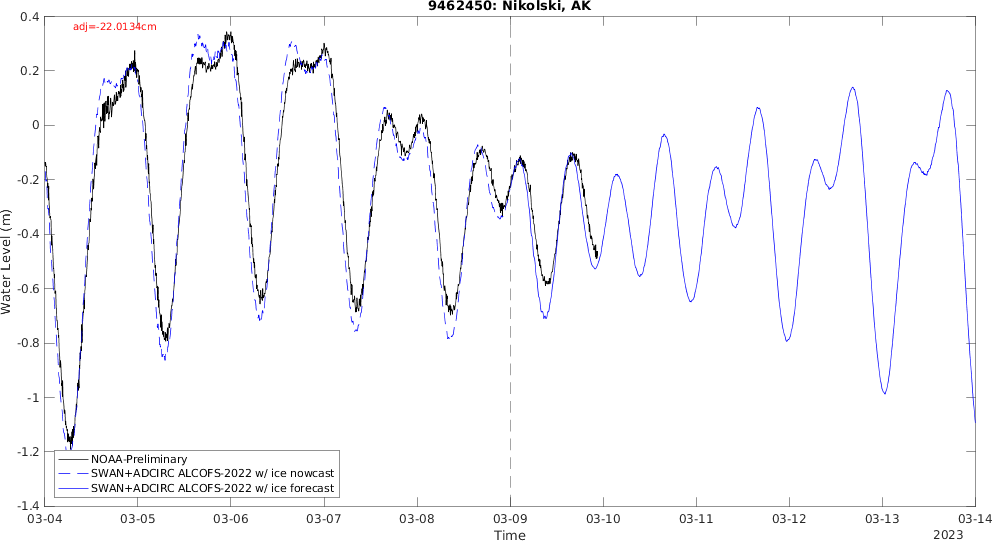 9462450: Nikolski, AK
adj=-22.0134cm
0.4
0.2
0
-0.2
-0.4
-0.6
-0.8
-1
-1.2
-1.4
Water Level (m)
NOAA-Preliminary
SWAN+ADCIRC ALCOFS-2022 w/ ice nowcast
SWAN+ADCIRC ALCOFS-2022 w/ ice forecast
03-04 03-05 03-06 03-07 03-08 03-09 03-10 03-11 03-12 03-13 03-14
Time
2023